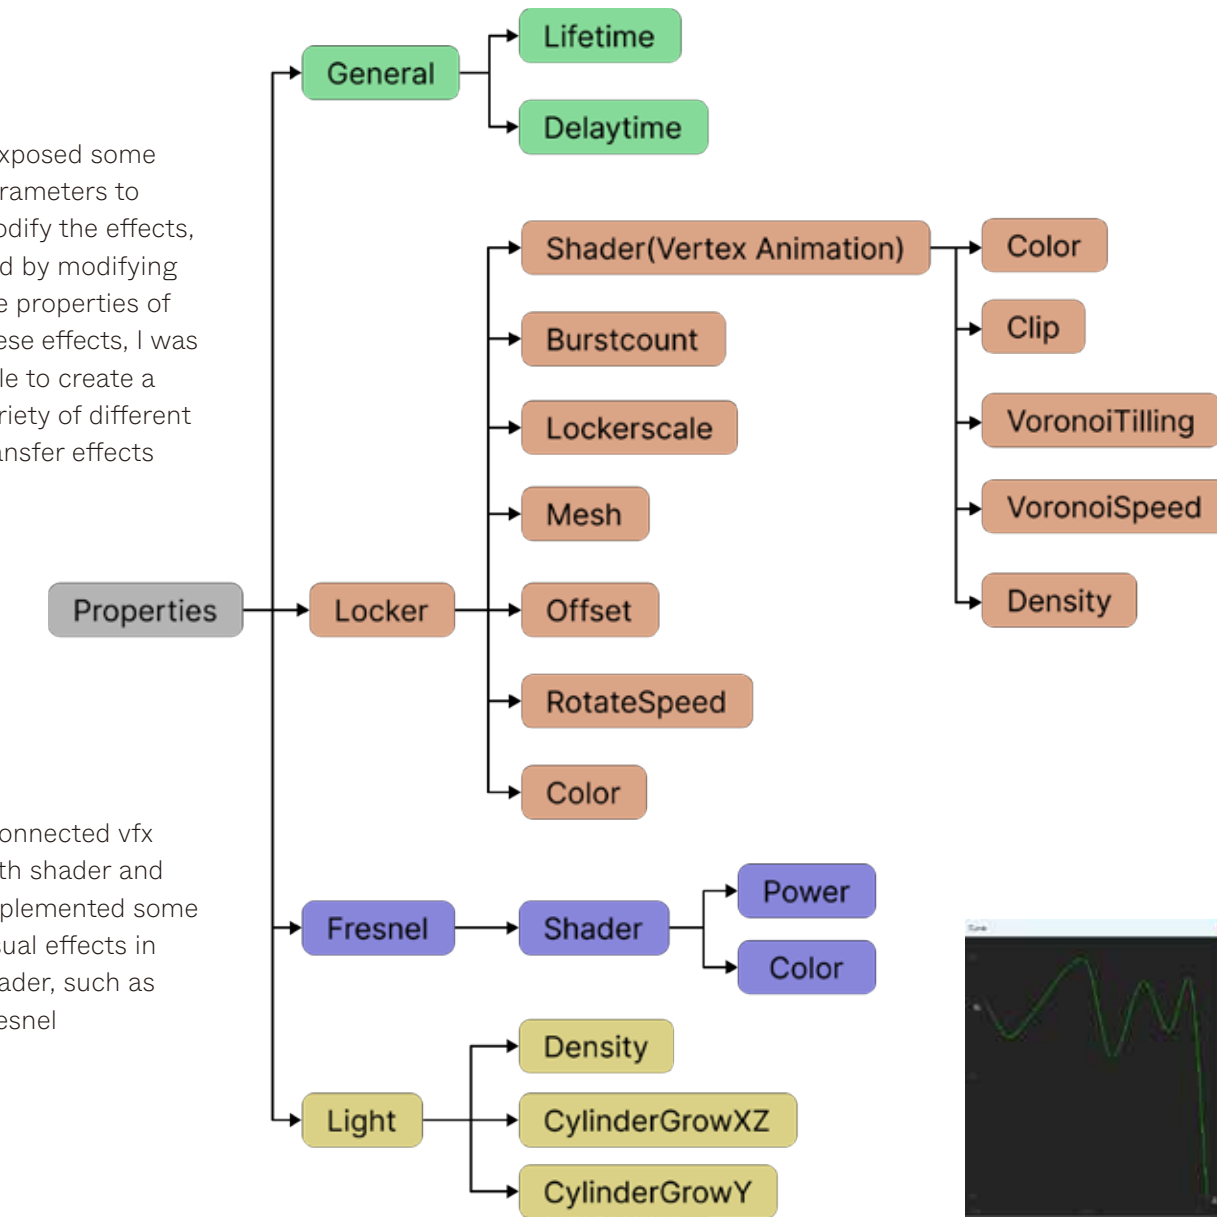 xposed some
rameters to
odify the effects,
d by modifying
e properties of
ese effects, I was
le to create a
riety of different
ansfer effects
onnected vfx
th shader and
plemented some
sual effects in
ader, such as
esnel
Properties
General
Lifetime
Delaytime
Locker
Shader(Vertex Animation)
Burstcount
Lockerscale
Mesh
Offset
RotateSpeed
Color
Color
Clip
VoronoiTilling
VoronoiSpeed
Density
Fresnel
Shader
Power
Color
Light
Density
CylinderGrowXZ
CylinderGrowY